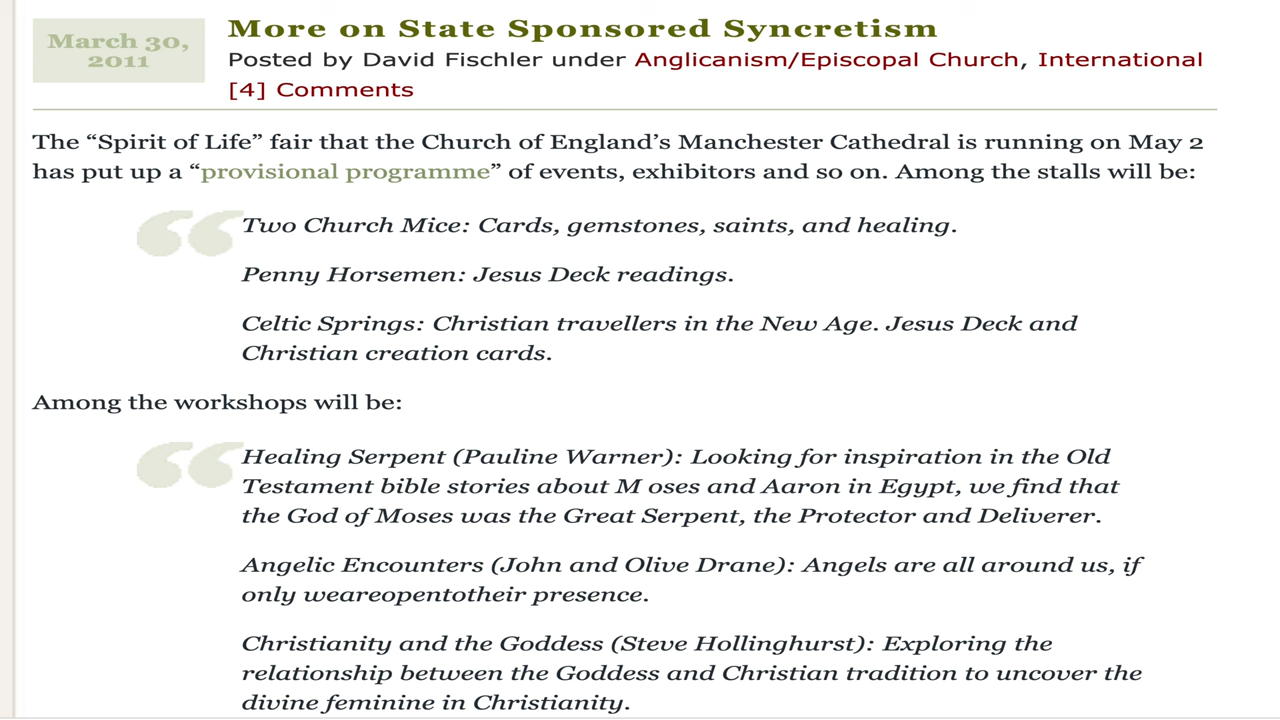 March 30,
2011
More on State Sponsored Syncretism
Posted by David Fischler under Anglicanism/Episcopal Church, International
[4] Comments
The “Spirit of Life” fair that the Church of England’s Manchester Cathedral is running on May 2
has put up a “provisional programme” of events, exhibitors and so on. Among the stalls will be:
Two Church Mice: Cards, gemstones, saints, and healing.
Penny Horsemen: Jesus Deck readings.
Celtic Springs: Christian travellers in the New Age. Jesus Deck and
Christian creation cards.
Among the workshops will be:
Healing Serpent (Pauline Warner): Looking for inspiration in the Old
Testament bible stories about M oses and Aaron in Egypt, we find that
the God of Moses was the Great Serpent, the Protector and Deliverer.
Angelic Encounters (John and Olive Drane): Angels are all around us, if
only weareopentotheir presence.
Christianity and the Goddess (Steve Hollinghurst): Exploring the
relationship between the Goddess and Christian tradition to uncover the
divine feminine in Christianity.